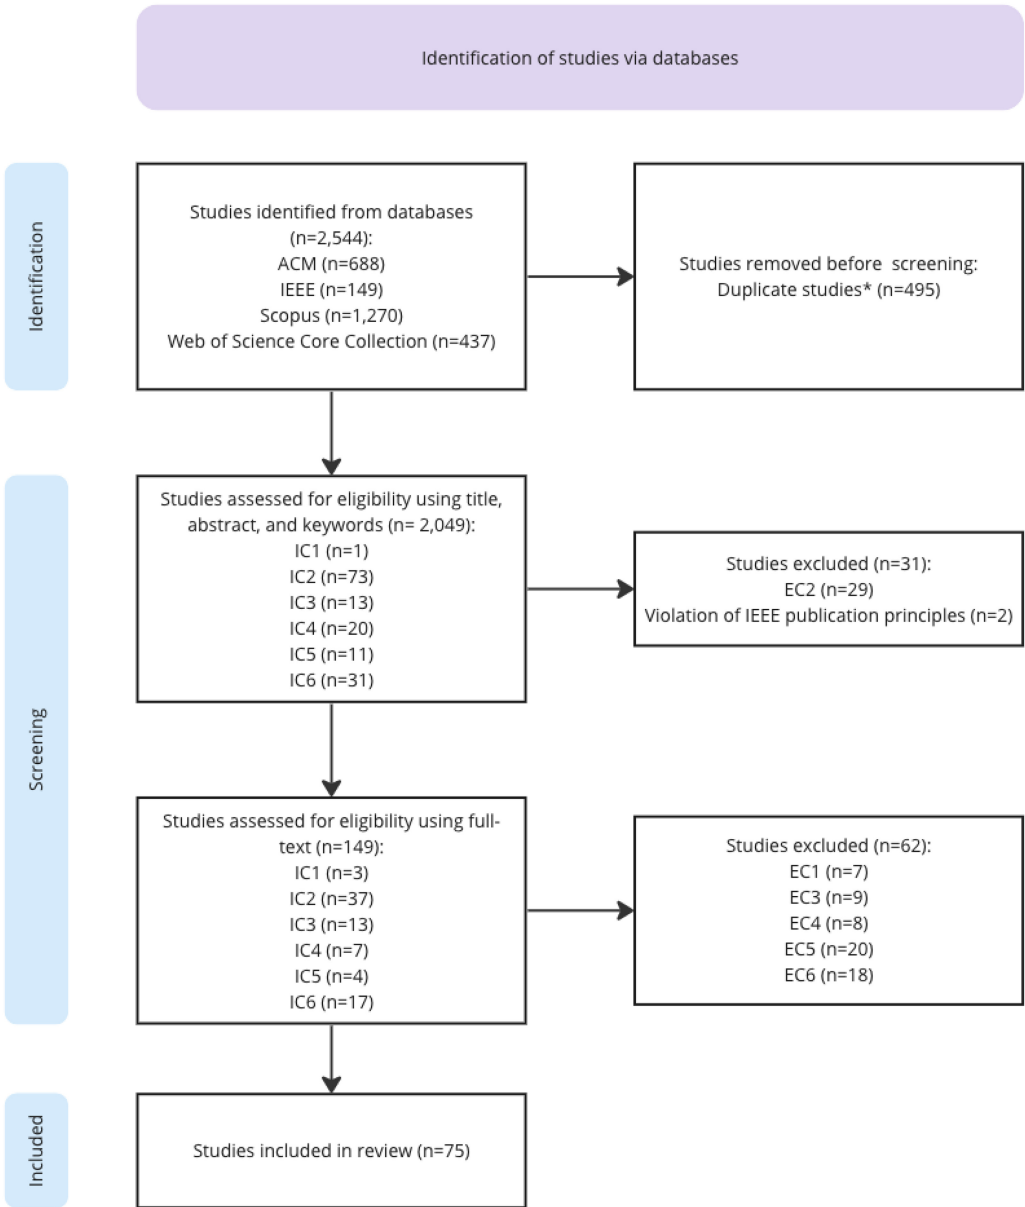 Identification of studies via databases
Identification
Studies identified from databases
(n=2,544):
ACM (n=688)
IEEE (n=149)
Scopus (n=1,270)
Web of Science Core Collection (n=437)
Studies removed before  screening:
Duplicate studies* (n=495)
Screening
Studies assessed for eligibility using title,
abstract, and keywords (n= 2,049):
IC1 (n=1)
IC2 (n=73)
IC3 (n=13)
IC4 (n=20)
IC5 (n=11)
IC6 (n=31)
Studies excluded (n=31):
EC2 (n=29)
Violation of IEEE publication principles (n=2)
Studies assessed for eligibility using full-
text (n=149):
IC1 (n=3)
IC2 (n=37)
IC3 (n=13)
IC4 (n=7)
IC5 (n=4)
IC6 (n=17)
Studies excluded (n=62):
EC1 (n=7)
EC3 (n=9)
EC4 (n=8)
EC5 (n=20)
EC6 (n=18)
Included
Studies included in review (n=75)